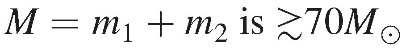 M = m₁ + m₂ is ≳70M☉